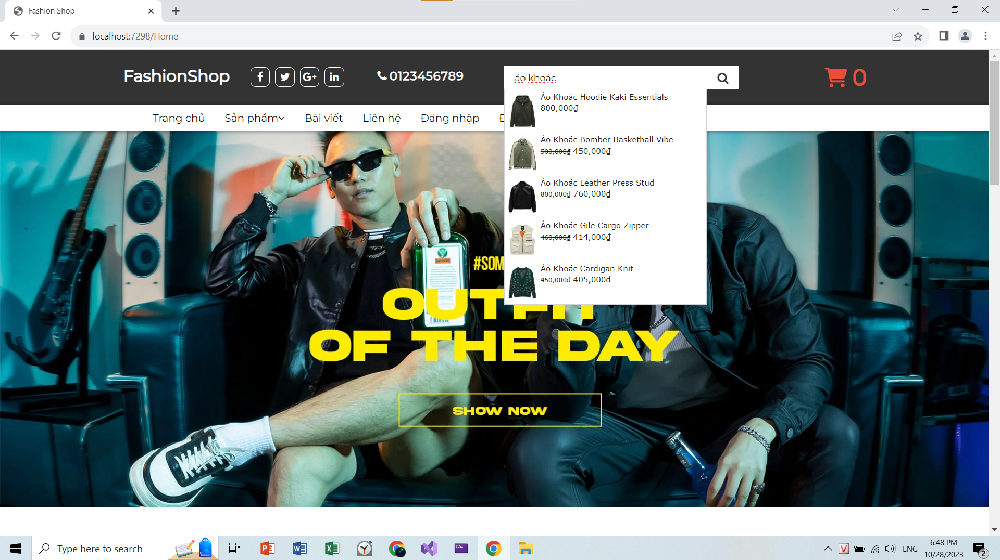 Fashion Shop
localhost:7298/Home
FashionShop
0123456789
áo khoác
0
Trang chủ
Sản phẩm
Bài viết
Liên hệ
Đăng nhập
Áo Khoác Hoodie Kaki Essentials
800,000₫
Áo Khoác Bomber Basketball Vibe
500,000₫ 450,000₫
Áo Khoác Leather Press Stud
800,000₫ 760,000₫
Áo Khoác Gile Cargo Zipper
460,000₫ 414,000₫
Áo Khoác Cardigan Knit
450,000₫ 405,000₫
#SOM
OUTFIT
OF THE DAY
SHOW NOW
Type here to search
ENG
6:48 PM
10/28/2023
2